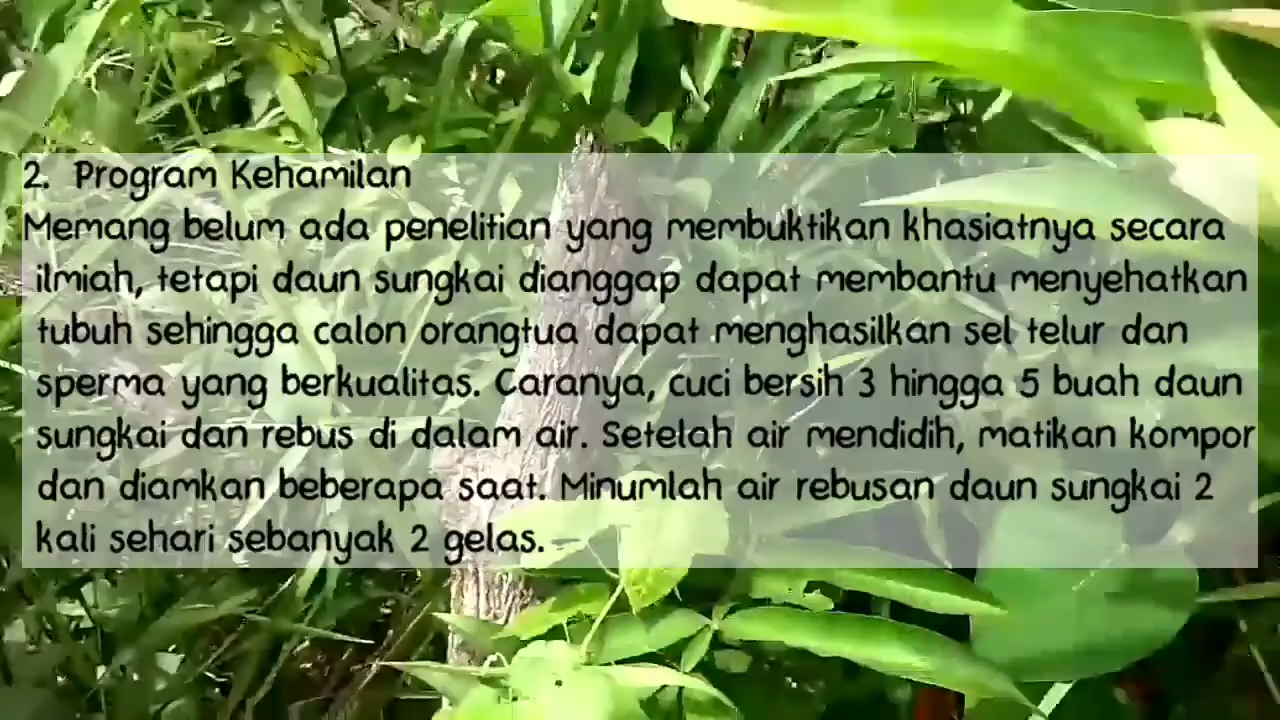 2. Program Kehamilan
Memang belum ada penelitian yang membuktikan khasiatnya secara
ilmiah, tetapi daun sungkai dianggap dapat membantu menyehatkan
tubuh sehingga calon orangtua dapat menghasilkan sel telur dan
sperma yang berkualitas. Caranya, cuci bersih 3 hingga 5 buah daun
sungkai dan rebus di dalam air. Setelah air mendidih, matikan kompor
dan diamkan beberapa saat. Minumlah air rebusan daun sungkai 2
kali sehari sebanyak 2 gelas.